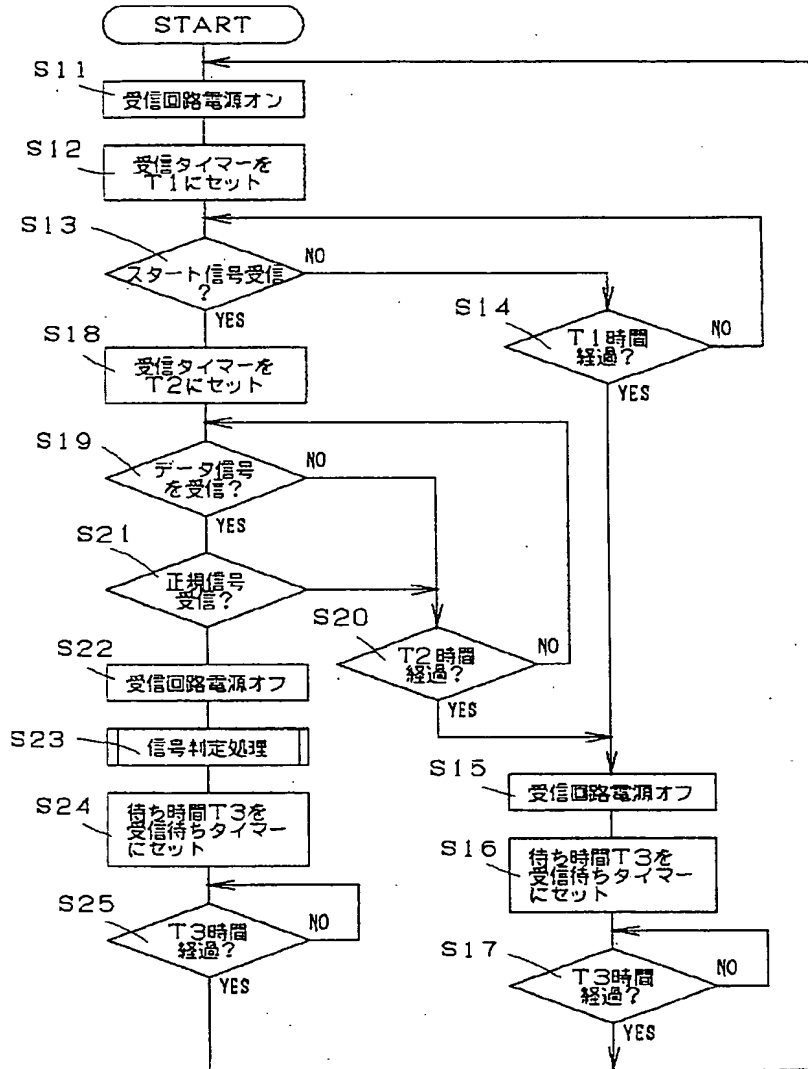 START
S11
受信回路電源オン
S12
受信タイマーを
T1にセット
S13
スタート信号受信
?
NO
YES
S14
T1時間
経過?
NO
YES
S18
受信タイマーを
T2にセット
S19
データ信号
を受信?
NO
YES
S21
正規信号
受信?
S20
T2時間
経過?
NO
YES
S22
受信回路電源オフ
S23
信号判定処理
S15
受信回路電源オフ
S24
待ち時間T3を
受信待ちタイマー
にセット
S16
待ち時間T3を
受信待ちタイマー
にセット
S25
T3時間
経過?
NO
YES
S17
T3時間
経過?
NO
YES